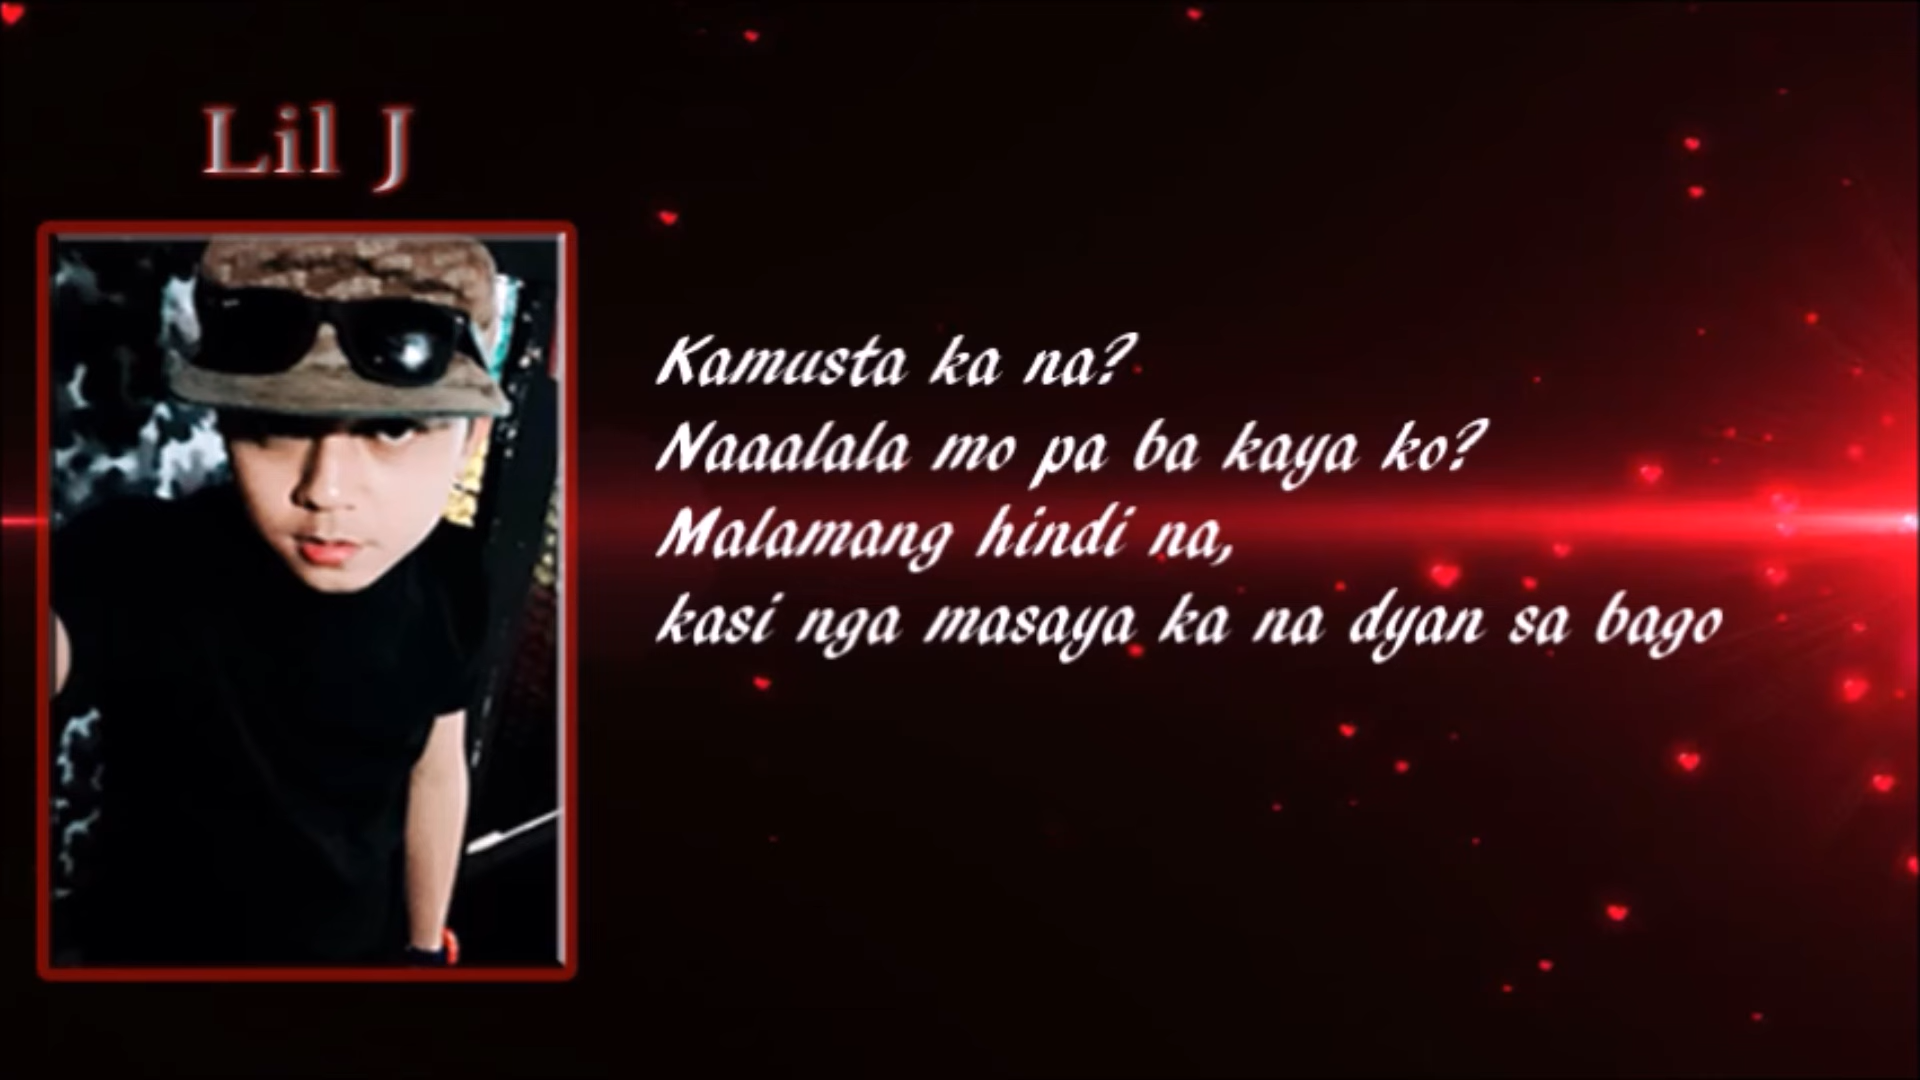 Lil J
Kamusta ka na?
Naaalala mo pa ba kaya ko?
Malamang hindi na,
kasi nga masaya ka na dyan sa bago